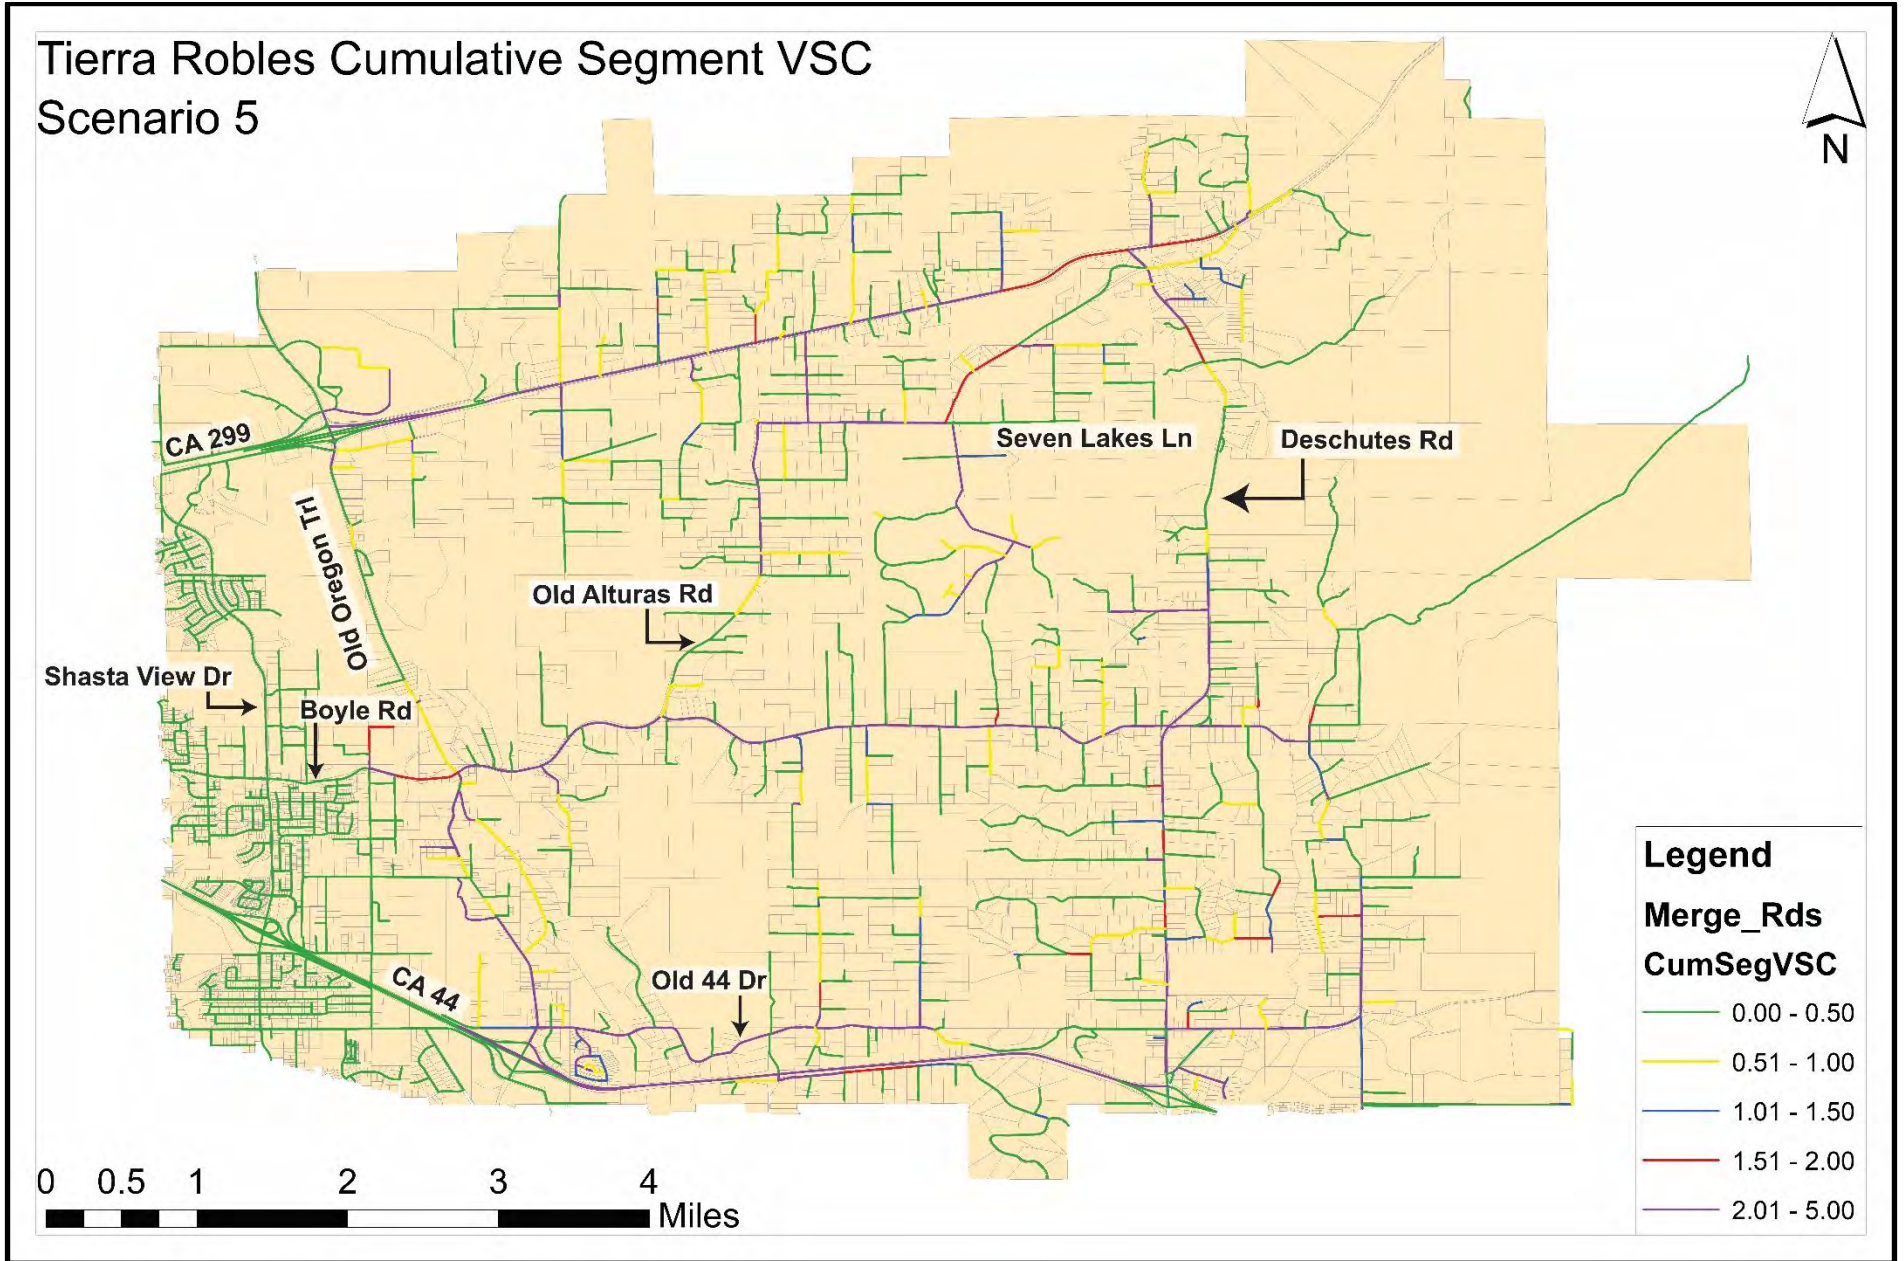 Tierra Robles Cumulative Segment VSC
Scenario 5
N
CA 299
Seven Lakes Ln
Deschutes Rd
Old Oregon Trl
Old Alturas Rd
Shasta View Dr
Boyle Rd
CA 44
Old 44 Dr
Legend
Merge_Rds
CumSegVSC
0.00 - 0.50
0.51 - 1.00
1.01 - 1.50
1.51 - 2.00
2.01 - 5.00
0 0.5 1 2 3 4
Miles